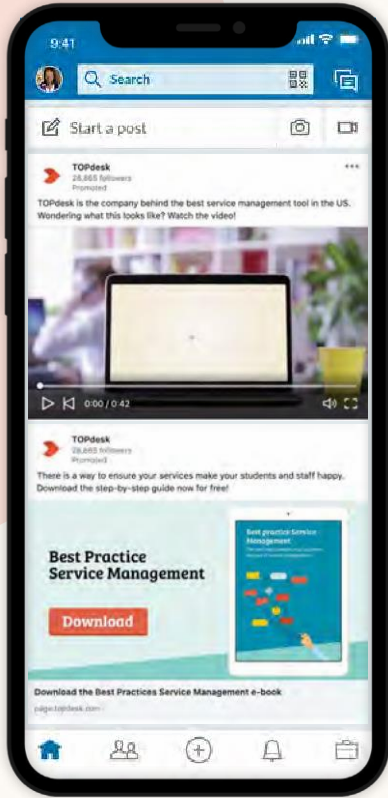 9:41
Search
Start a post
TOPdesk
28,865 followers
Promoted
TOPdesk is the company behind the best service management tool in the US.
Wondering what this looks like? Watch the video!
0:00 / 0:42
TOPdesk
28,865 followers
Promoted
There is a way to ensure your services make your students and staff happy.
Download the step-by-step guide now for free!
Best Practice
Service Management
Download
Best practice Service
Management
Download the Best Practices Service Management e-book
page.topdesk.com